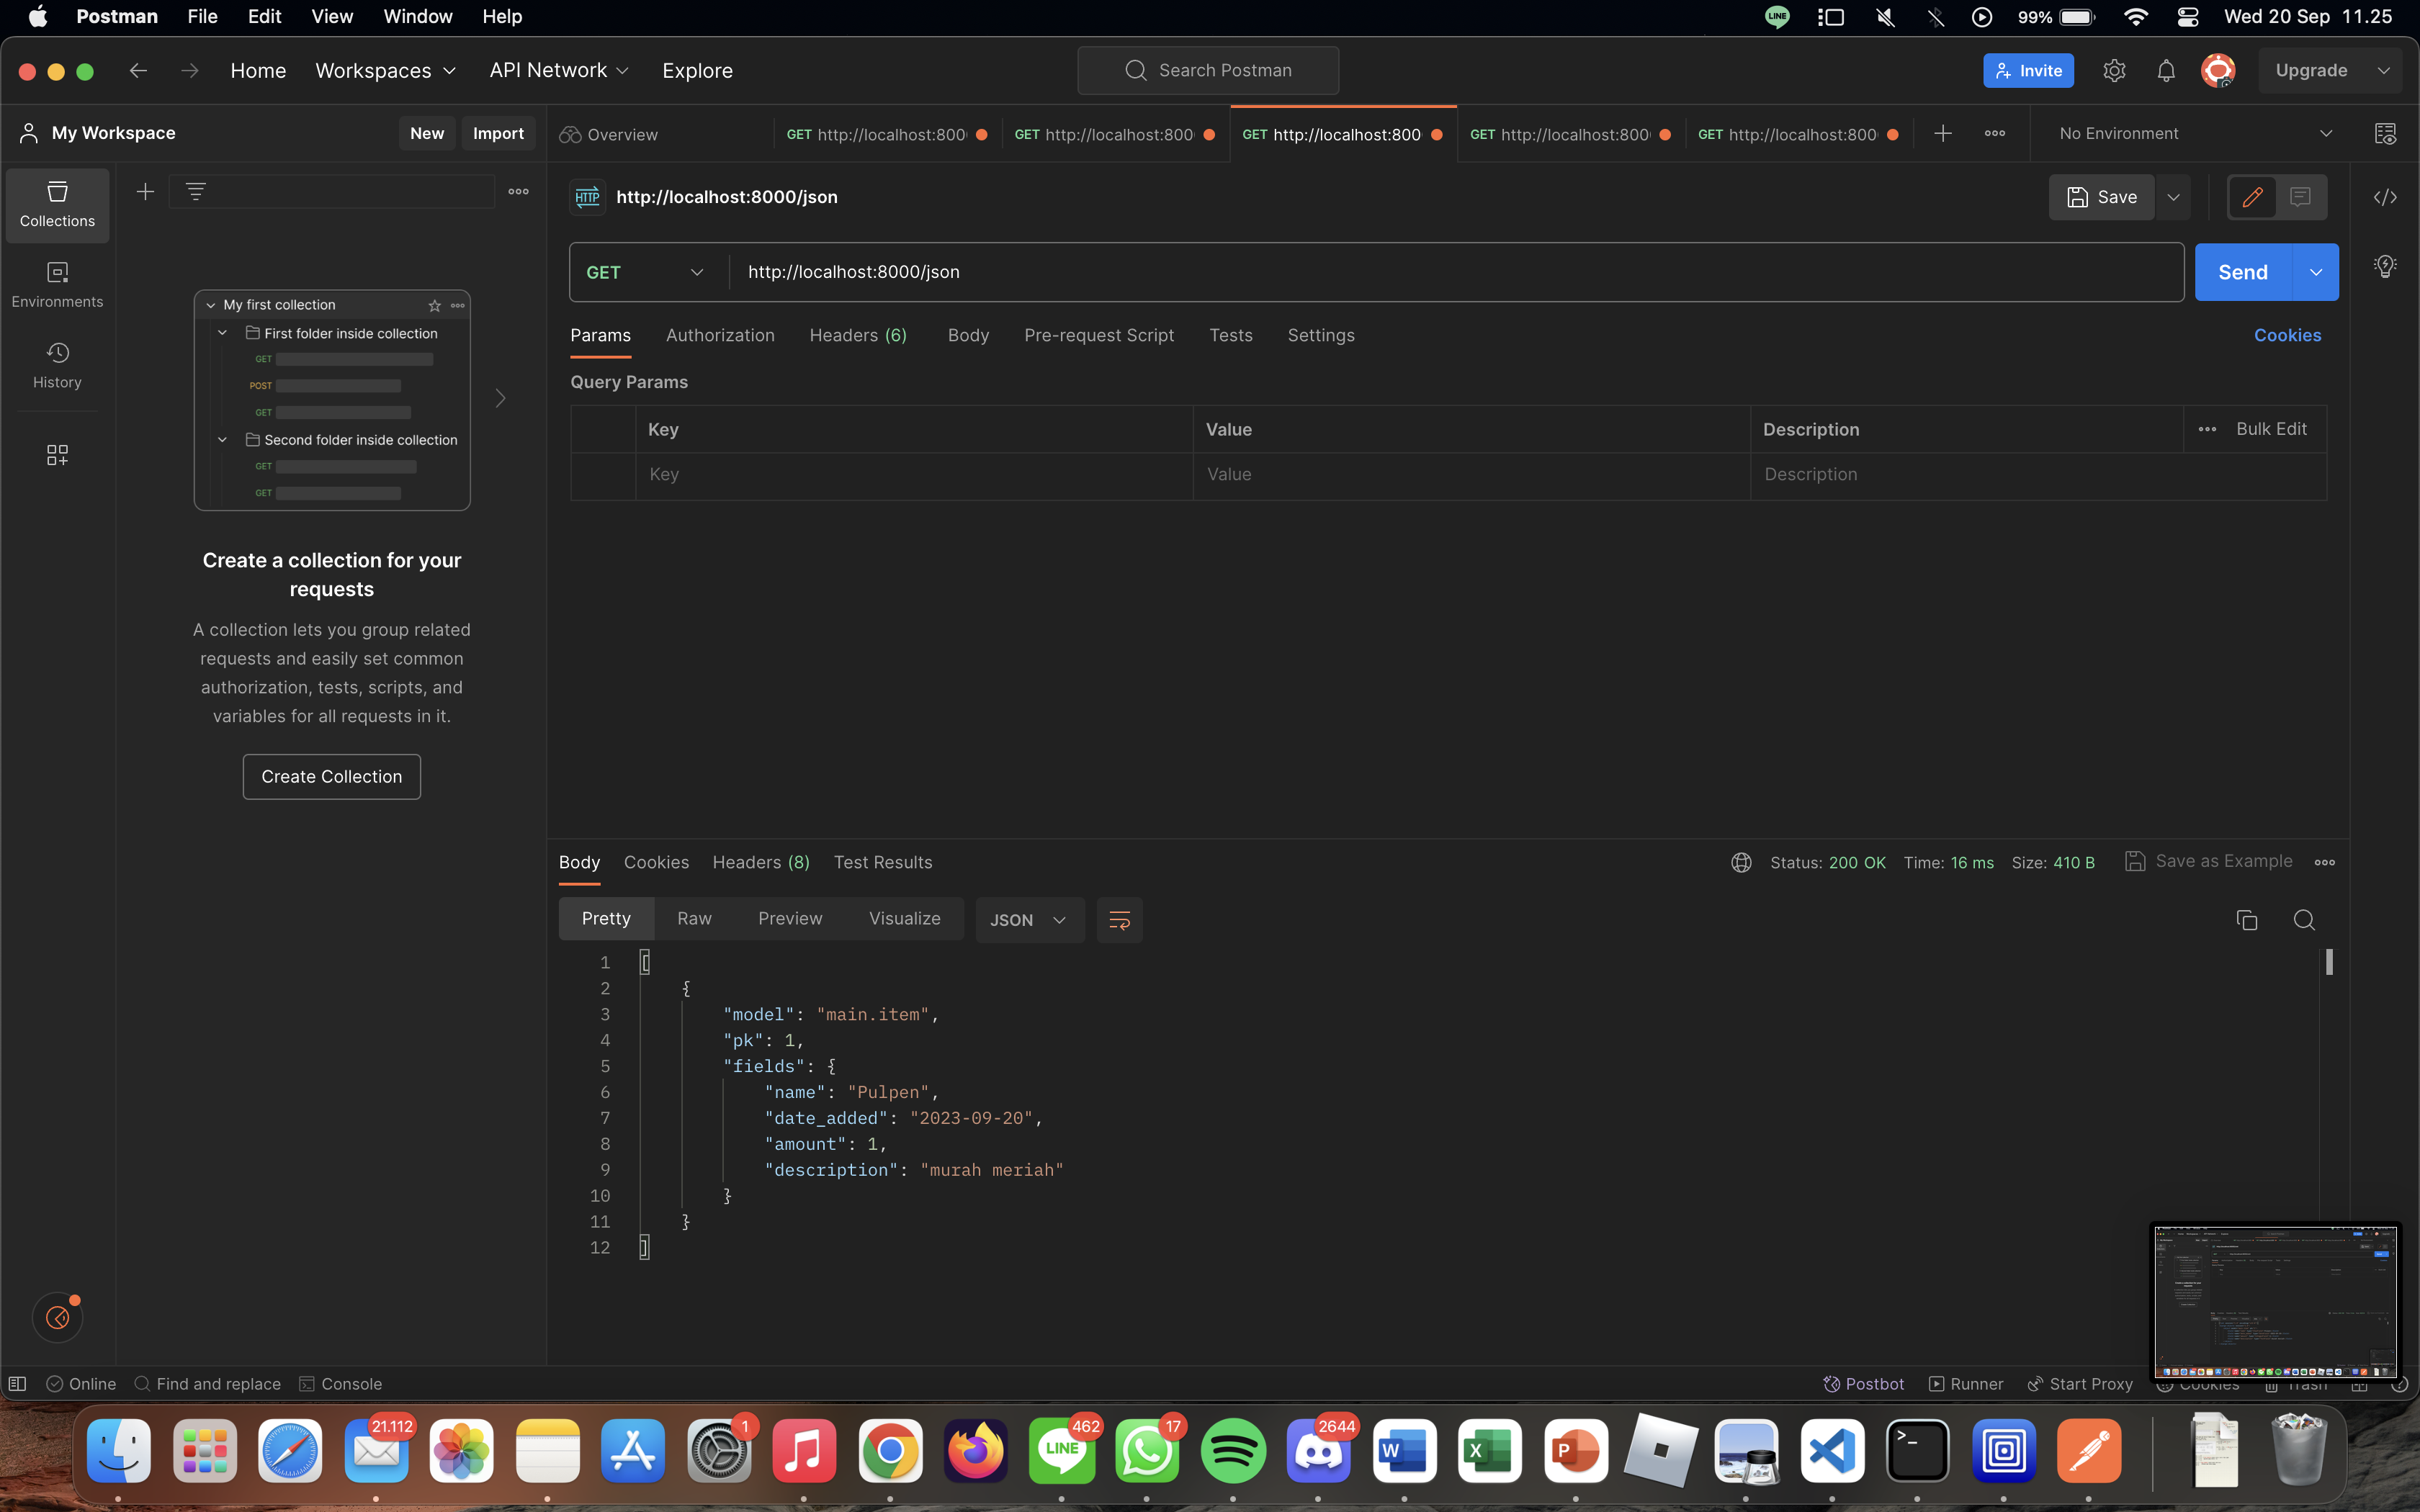 Postman File Edit View Window Help
LINE 99% Wed 20 Sep 11.25
Home Workspaces API Network Explore
Search Postman
Invite Upgrade
My Workspace New Import
Overview GET http://localhost:800 GET http://localhost:800 GET http://localhost:800 GET http://localhost:800 GET http://localhost:800 No Environment
Collections
Environments
History
My first collection
First folder inside collection
GET
POST
GET
Second folder inside collection
GET
GET
Create a collection for your
requests
A collection lets you group related
requests and easily set common
authorization, tests, scripts, and
variables for all requests in it.
Create Collection
HTTP http://localhost:8000/json Save
GET http://localhost:8000/json Send
Params Authorization Headers (6) Body Pre-request Script Tests Settings Cookies
Query Params
Key Value Description Bulk Edit
Key Value Description
Body Cookies Headers (8) Test Results Status: 200 OK Time: 16 ms Size: 410 B Save as Example
Pretty Raw Preview Visualize JSON
1 [
2 {
3 "model": "main.item",
4 "pk": 1,
5 "fields": {
6 "name": "Pulpen",
7 "date_added": "2023-09-20",
8 "amount": 1,
9 "description": "murah meriah"
10 }
11 }
12 ]
Online Find and replace Console Postbot Runner Start Proxy Cookies Trash
21.112 1 462 17 2644
LINE W X P